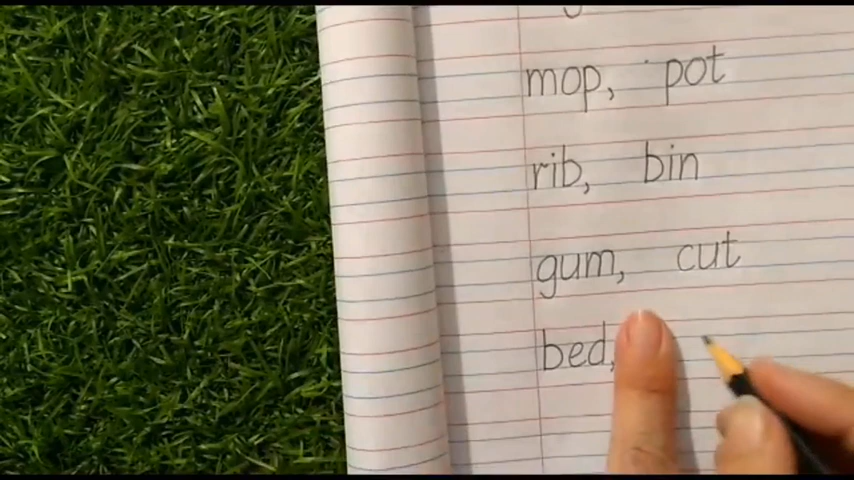 mop, pot
rib, bin
gum, cut
bed,